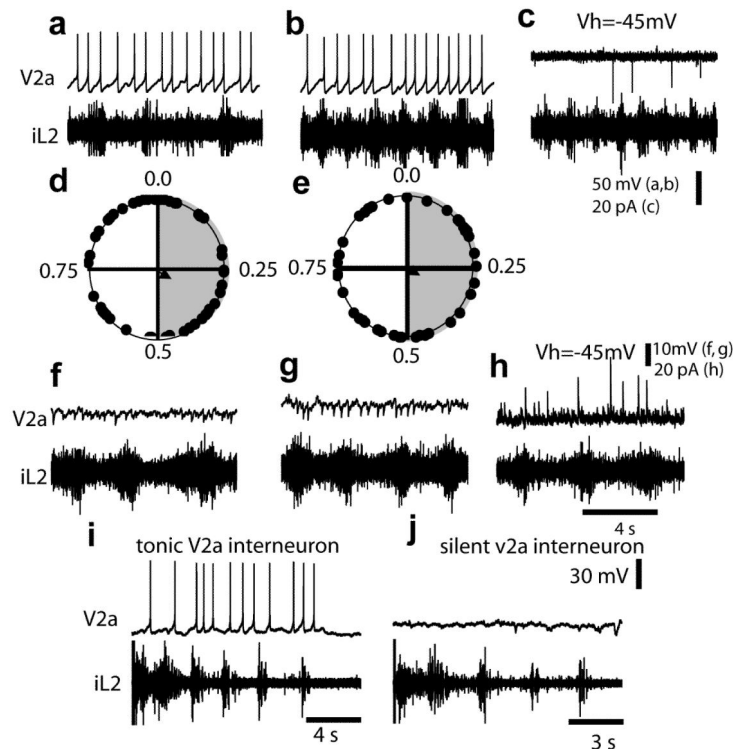 a
b
c
Vh=-45mV
V2a
iL2
50 mV (a,b)
20 pA (c)
d
0.0
0.75
0.25
0.5
e
0.0
0.75
0.25
0.5
f
g
h
Vh=-45mV
10mV (f, g)
20 pA (h)
V2a
iL2
4 s
i
tonic V2a interneuron
j
silent v2a interneuron
30 mV
V2a
iL2
4 s
3 s